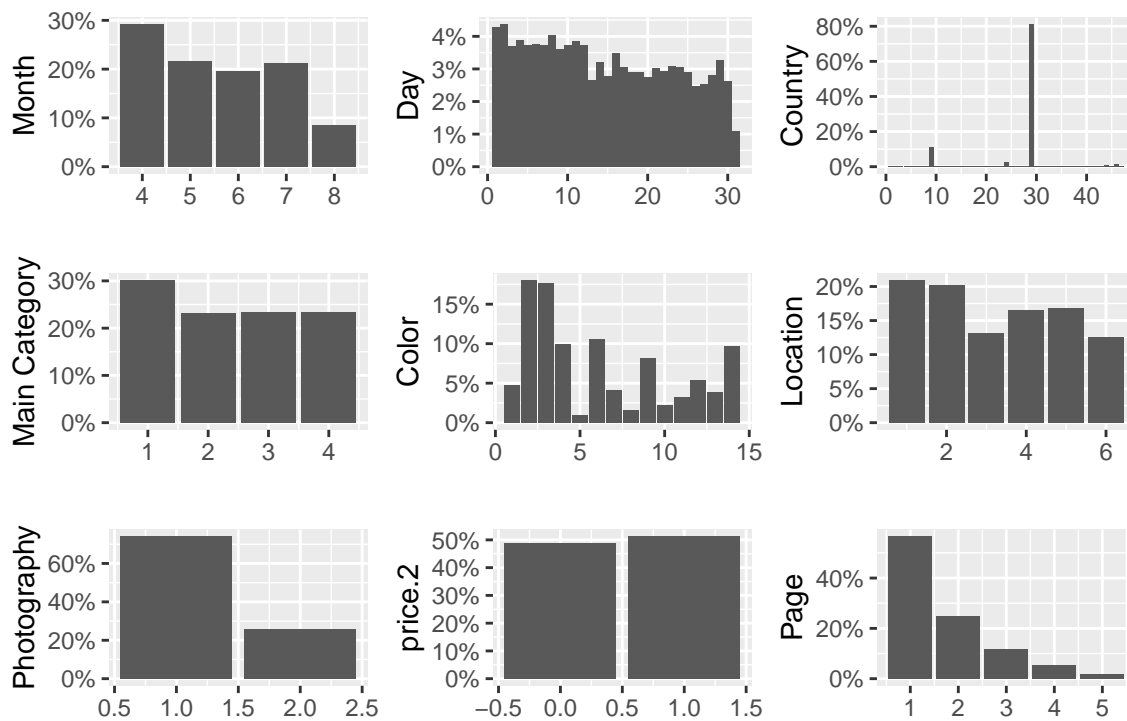 Month
30%
20%
10%
0%
4 5 6 7 8
Day
4%
3%
2%
1%
0%
0 10 20 30
Country
80%
60%
40%
20%
0%
0 10 20 30 40
Main Category
30%
20%
10%
0%
1 2 3 4
Color
15%
10%
5%
0%
0 5 10 15
Location
20%
15%
10%
5%
0%
2 4 6
Photography
60%
40%
20%
0%
0.5 1.0 1.5 2.0 2.5
price.2
50%
40%
30%
20%
10%
0%
−0.5 0.0 0.5 1.0 1.5
Page
40%
20%
0%
1 2 3 4 5